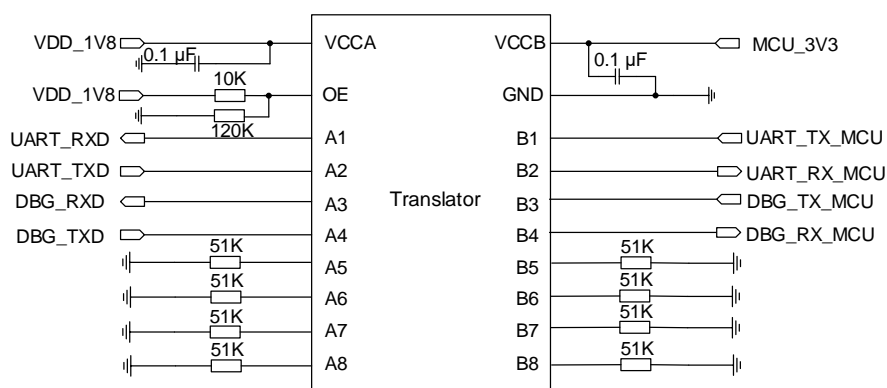 VDD_1V8 VCCA VCCB MCU_3V3
0.1 µF 0.1 µF
10K
VDD_1V8 OE GND
120K
UART_RXD A1 B1 UART_TX_MCU
UART_TXD A2 B2 UART_RX_MCU
DBG_RXD A3 Translator B3 DBG_TX_MCU
DBG_TXD A4 B4 DBG_RX_MCU
51K 51K
A5 B5
51K 51K
A6 B6
51K 51K
A7 B7
51K 51K
A8 B8